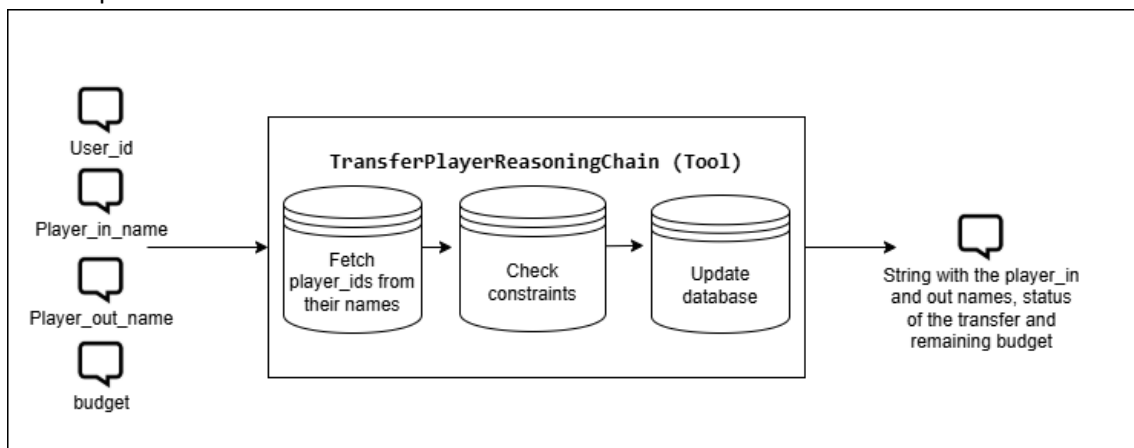 User_id
Player_in_name
Player_out_name
budget
TransferPlayerReasoningChain (Tool)
Fetch
player_ids from
their names
Check
constraints
Update
database
String with the player_in
and out names, status
of the transfer and
remaining budget